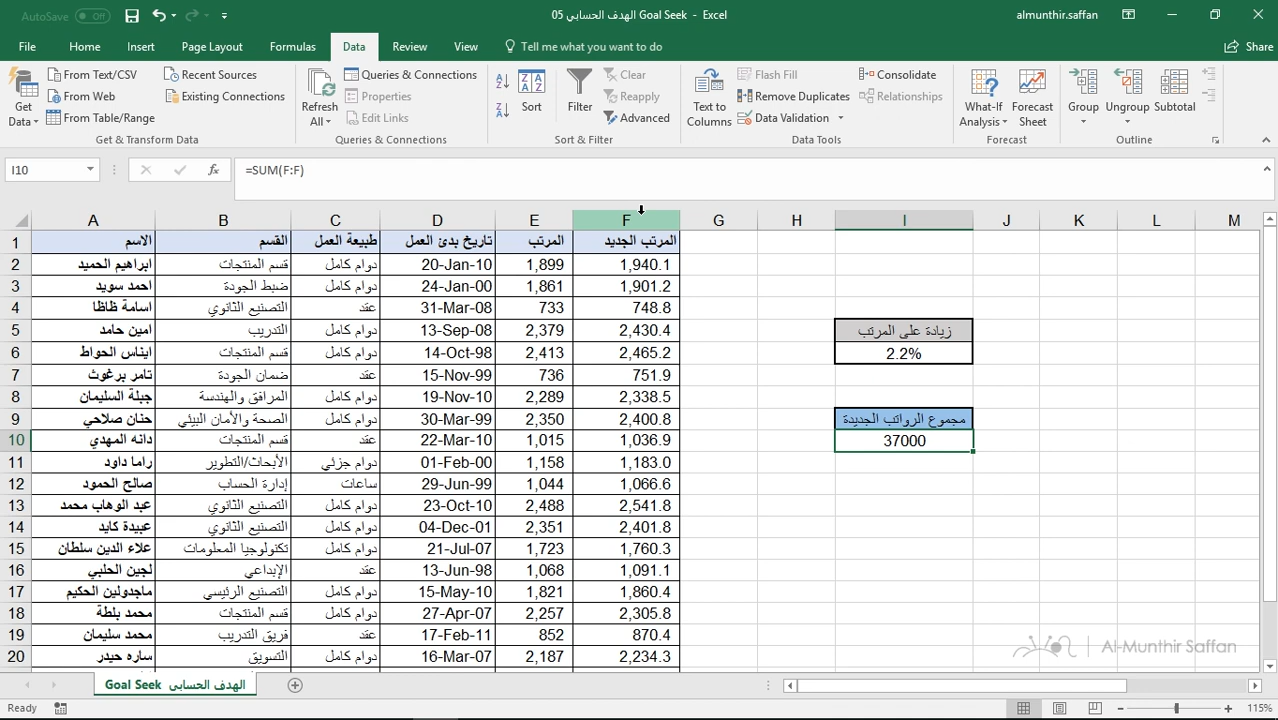 AutoSave Off
05 الهدف الحسابي Goal Seek - Excel
almunthir.saffan
File Home Insert Page Layout Formulas Data Review View Tell me what you want to do Share
Get Data
From Text/CSV
From Web
From Table/Range
Recent Sources
Existing Connections
Get & Transform Data
Refresh All
Queries & Connections
Properties
Edit Links
Queries & Connections
Sort
Filter
Clear
Reapply
Advanced
Sort & Filter
Text to Columns
Flash Fill
Remove Duplicates
Data Validation
Consolidate
Relationships
Data Tools
What-If Analysis
Forecast Sheet
Forecast
Group
Ungroup
Subtotal
Outline
I10 fx =SUM(F:F)
A B C D E F G H I J K L M
1 الاسم القسم طبيعة العمل تاريخ بدئ العمل المرتب المرتب الجديد
2 ابراهيم الحميد قسم المنتجات دوام كامل 20-Jan-10 1,899 1,940.1
3 احمد سويد ضبط الجودة دوام كامل 24-Jan-00 1,861 1,901.2
4 اسامة ظاظا التصنيع الثانوي عقد 31-Mar-08 733 748.8
5 امين حامد التدريب دوام كامل 13-Sep-08 2,379 2,430.4 زيادة على المرتب
6 ايناس الحواط قسم المنتجات دوام كامل 14-Oct-98 2,413 2,465.2 2.2%
7 تامر برغوث ضمان الجودة عقد 15-Nov-99 736 751.9
8 جبلة السليمان المرافق والهندسة دوام كامل 19-Nov-10 2,289 2,338.5
9 حنان صلاحي الصحة والأمان البيئي دوام كامل 30-Mar-99 2,350 2,400.8 مجموع الرواتب الجديدة
10 دانه المهدي قسم المنتجات عقد 22-Mar-10 1,015 1,036.9 37000
11 راما داود الأبحاث/التطوير دوام جزئي 01-Feb-00 1,158 1,183.0
12 صالح الحمود إدارة الحساب ساعات 29-Jun-99 1,044 1,066.6
13 عبد الوهاب محمد التصنيع الثانوي دوام كامل 23-Oct-10 2,488 2,541.8
14 عبيدة كايد التصنيع الثانوي دوام كامل 04-Dec-01 2,351 2,401.8
15 علاء الدين سلطان تكنولوجيا المعلومات دوام كامل 21-Jul-07 1,723 1,760.3
16 لجين الحلبي الإبداعي عقد 13-Jun-98 1,068 1,091.1
17 ماجدولين الحكيم التصنيع الرئيسي دوام كامل 15-May-10 1,821 1,860.4
18 محمد بلطة قسم المنتجات دوام كامل 27-Apr-07 2,257 2,305.8
19 محمد سليمان فريق التدريب عقد 17-Feb-11 852 870.4
20 ساره حيدر التسويق دوام كامل 16-Mar-07 2,187 2,234.3
Al-Munthir Saffan
الهدف الحسابي Goal Seek
Ready 115%